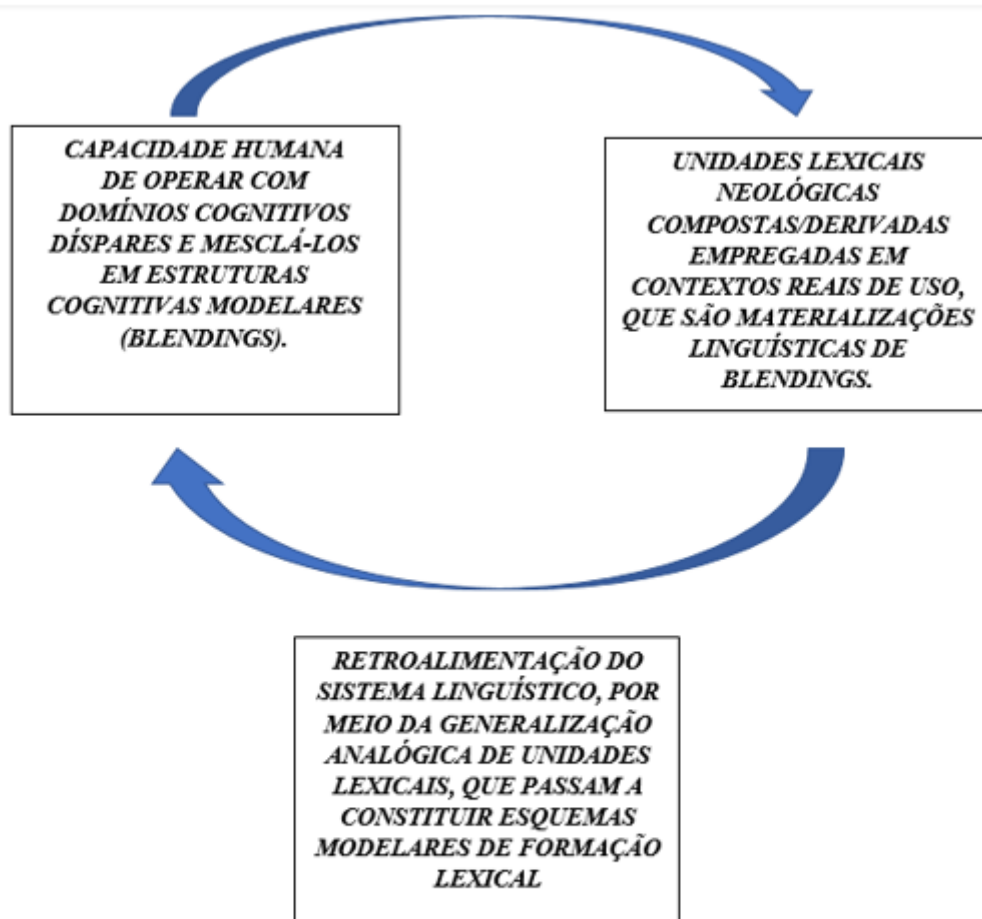 CAPACIDADE HUMANA
DE OPERAR COM
DOMÍNIOS COGNITIVOS
DÍSPARES E MESCLÁ-LOS
EM ESTRUTURAS
COGNITIVAS MODELARES
(BLENDINGS).
UNIDADES LEXICAIS
NEOLÓGICAS
COMPOSTAS/DERIVADAS
EMPREGADAS EM
CONTEXTOS REAIS DE USO,
QUE SÃO MATERIALIZAÇÕES
LINGUÍSTICAS DE
BLENDINGS.
RETROALIMENTAÇÃO DO
SISTEMA LINGUÍSTICO, POR
MEIO DA GENERALIZAÇÃO
ANALÓGICA DE UNIDADES
LEXICAIS, QUE PASSAM A
CONSTITUIR ESQUEMAS
MODELARES DE FORMAÇÃO
LEXICAL